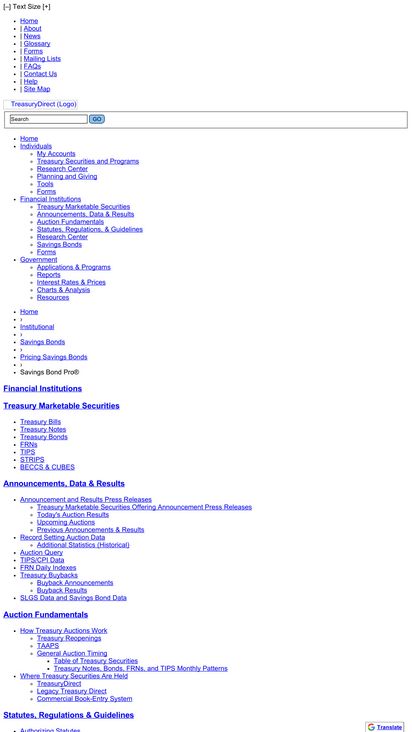 [–] Text Size [+]
Home
| About
| News
| Glossary
| Forms
| Mailing Lists
| FAQs
| Contact Us
| Help
| Site Map
TreasuryDirect (Logo)
Search GO
Home
Individuals
My Accounts
Treasury Securities and Programs
Research Center
Planning and Giving
Tools
Forms
Financial Institutions
Treasury Marketable Securities
Announcements, Data & Results
Auction Fundamentals
Statutes, Regulations, & Guidelines
Research Center
Savings Bonds
Forms
Government
Applications & Programs
Reports
Interest Rates & Prices
Charts & Analysis
Resources
Home
›
Institutional
›
Savings Bonds
›
Pricing Savings Bonds
›
Savings Bond Pro®
Financial Institutions
Treasury Marketable Securities
Treasury Bills
Treasury Notes
Treasury Bonds
FRNs
TIPS
STRIPS
BECCS & CUBES
Announcements, Data & Results
Announcement and Results Press Releases
Treasury Marketable Securities Offering Announcement Press Releases
Today's Auction Results
Upcoming Auctions
Previous Announcements & Results
Record Setting Auction Data
Additional Statistics (Historical)
Auction Query
TIPS/CPI Data
FRN Daily Indexes
Treasury Buybacks
Buyback Announcements
Buyback Results
SLGS Data and Savings Bond Data
Auction Fundamentals
How Treasury Auctions Work
Treasury Reopenings
TAAPS
General Auction Timing
Table of Treasury Securities
Treasury Notes, Bonds, FRNs, and TIPS Monthly Patterns
Where Treasury Securities Are Held
TreasuryDirect
Legacy Treasury Direct
Commercial Book-Entry System
Statutes, Regulations & Guidelines
Authorizing Statutes
Translate